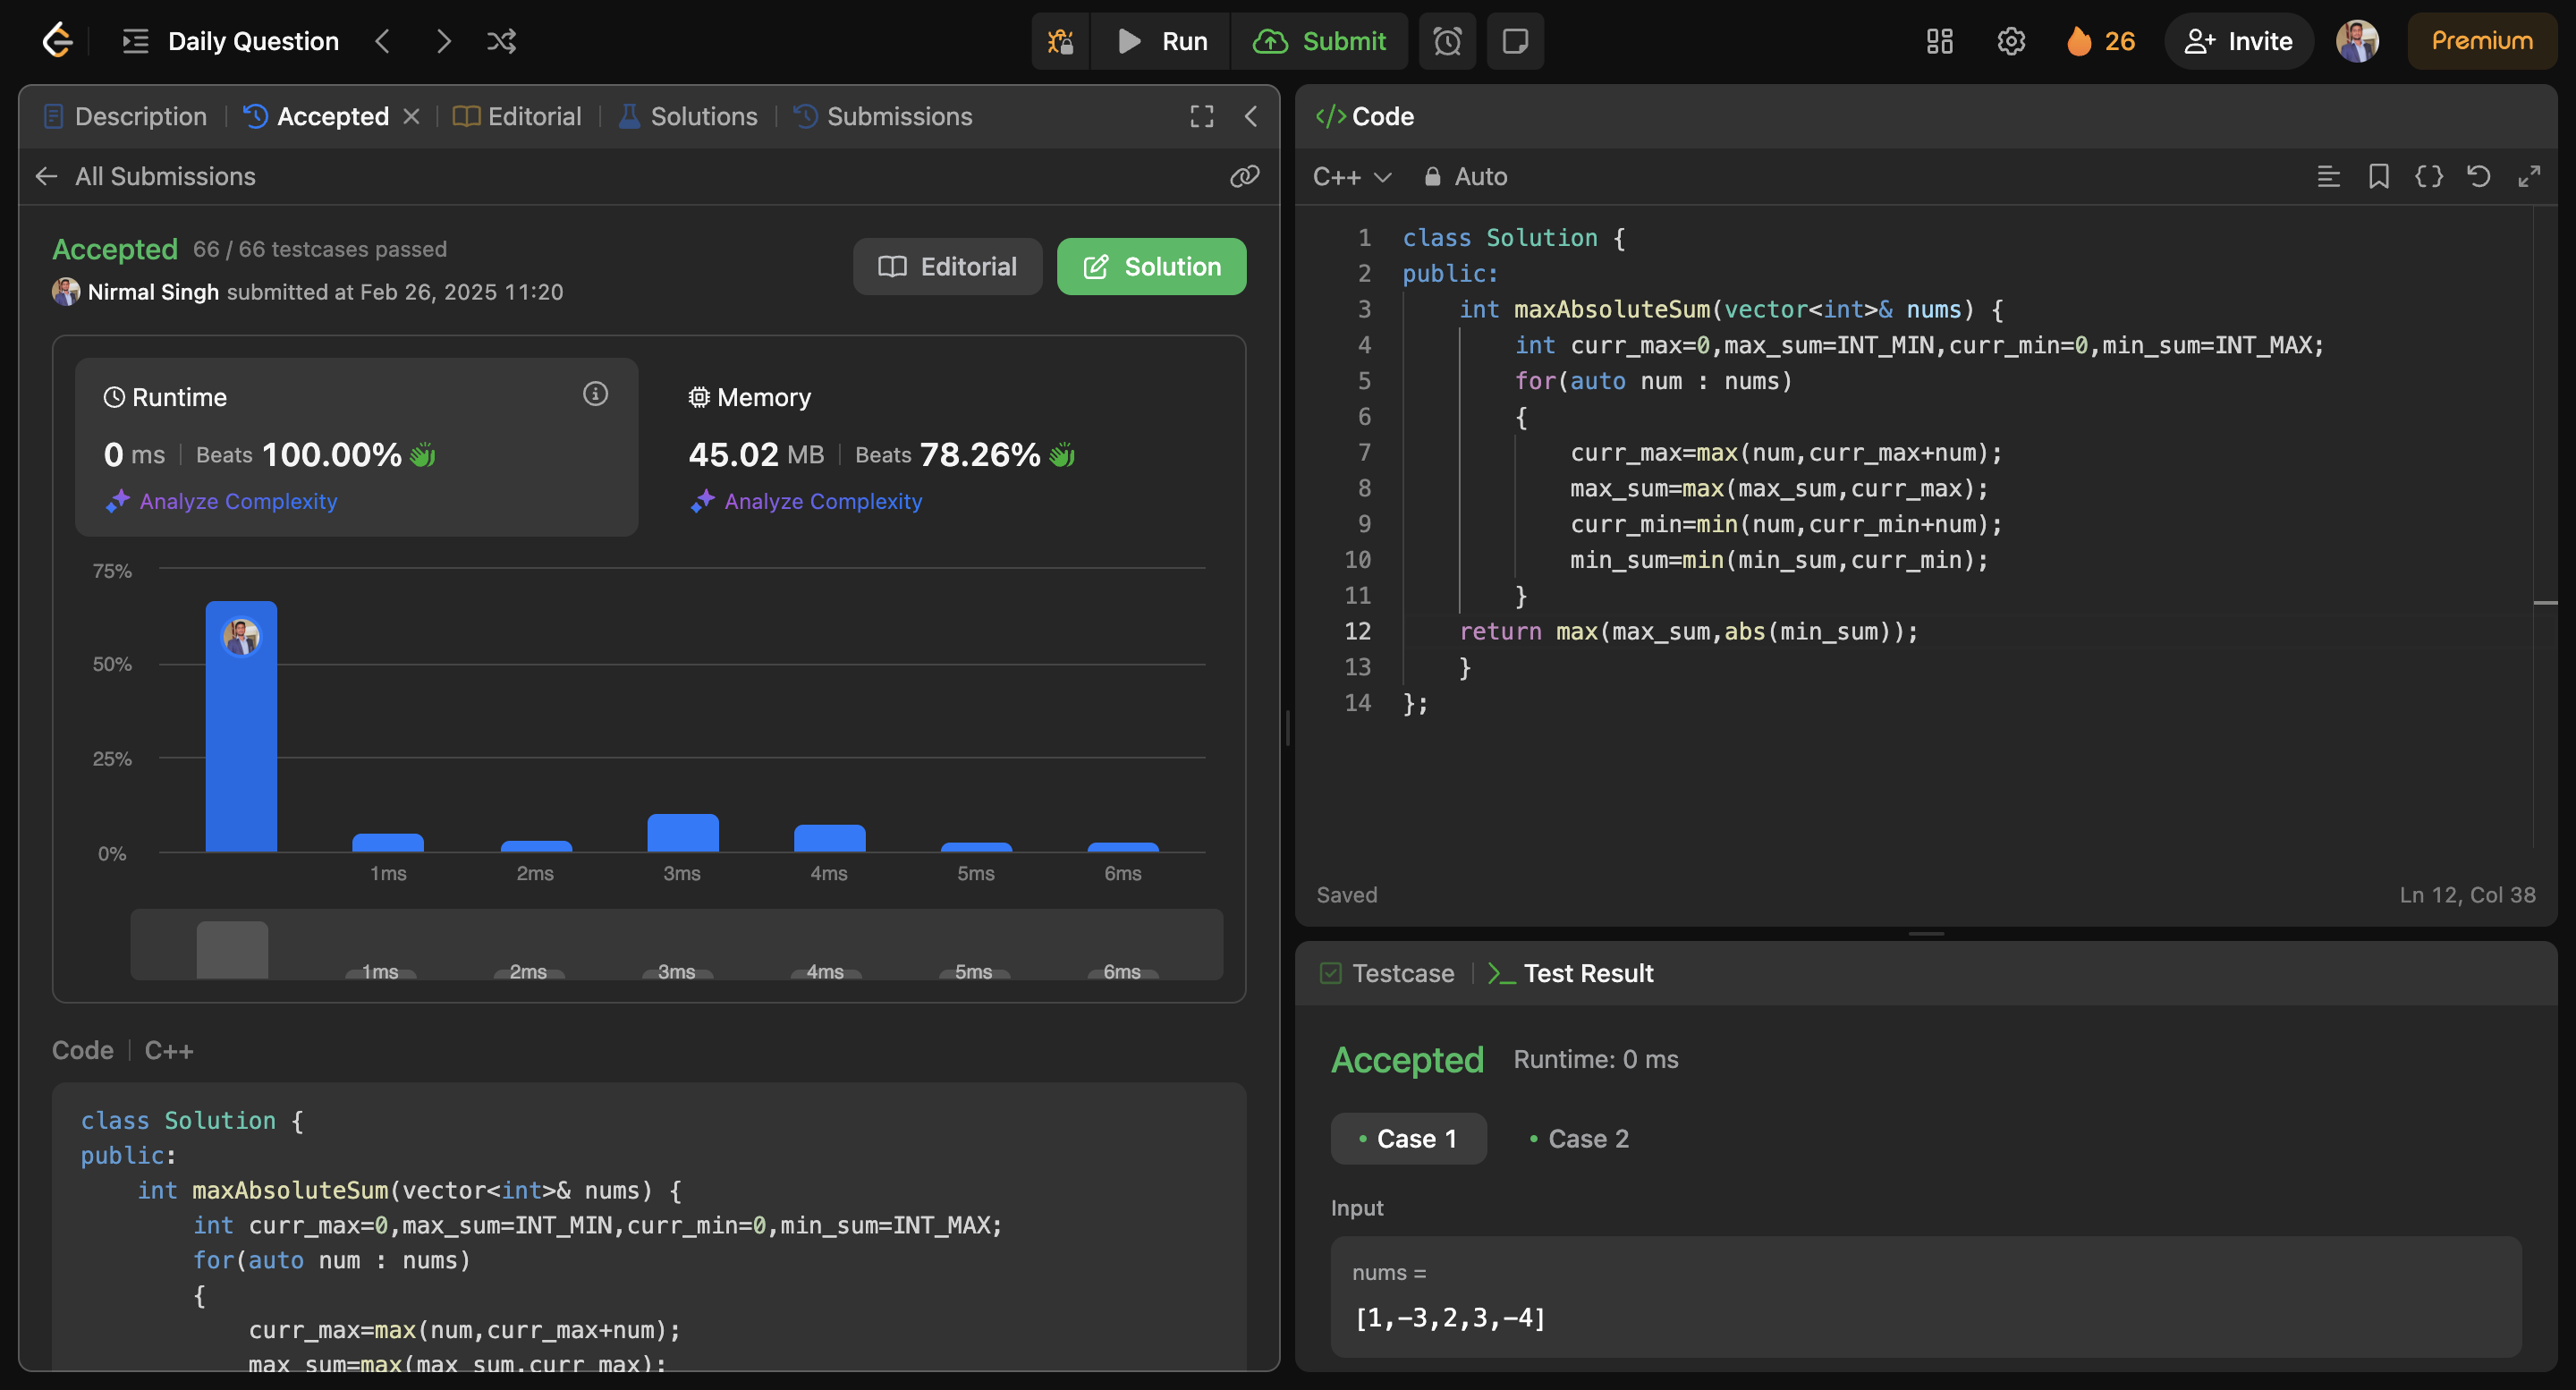 Daily Question
Run
Submit
26
Invite
Premium
Description
Accepted
Editorial
Solutions
Submissions
All Submissions
Accepted 66 / 66 testcases passed
Nirmal Singh submitted at Feb 26, 2025 11:20
Editorial
Solution
Runtime
0 ms Beats 100.00%
Analyze Complexity
Memory
45.02 MB Beats 78.26%
Analyze Complexity
75%
50%
25%
0%
1ms 2ms 3ms 4ms 5ms 6ms
1ms 2ms 3ms 4ms 5ms 6ms
Code C++
class Solution {
public:
    int maxAbsoluteSum(vector<int>& nums) {
        int curr_max=0,max_sum=INT_MIN,curr_min=0,min_sum=INT_MAX;
        for(auto num : nums)
        {
            curr_max=max(num,curr_max+num);
            max_sum=max(max_sum,curr_max);
</> Code
C++ Auto
1 class Solution {
2 public:
3     int maxAbsoluteSum(vector<int>& nums) {
4         int curr_max=0,max_sum=INT_MIN,curr_min=0,min_sum=INT_MAX;
5         for(auto num : nums)
6         {
7             curr_max=max(num,curr_max+num);
8             max_sum=max(max_sum,curr_max);
9             curr_min=min(num,curr_min+num);
10             min_sum=min(min_sum,curr_min);
11         }
12     return max(max_sum,abs(min_sum));
13     }
14 };
Saved
Ln 12, Col 38
Testcase
Test Result
Accepted Runtime: 0 ms
Case 1
Case 2
Input
nums =
[1,-3,2,3,-4]